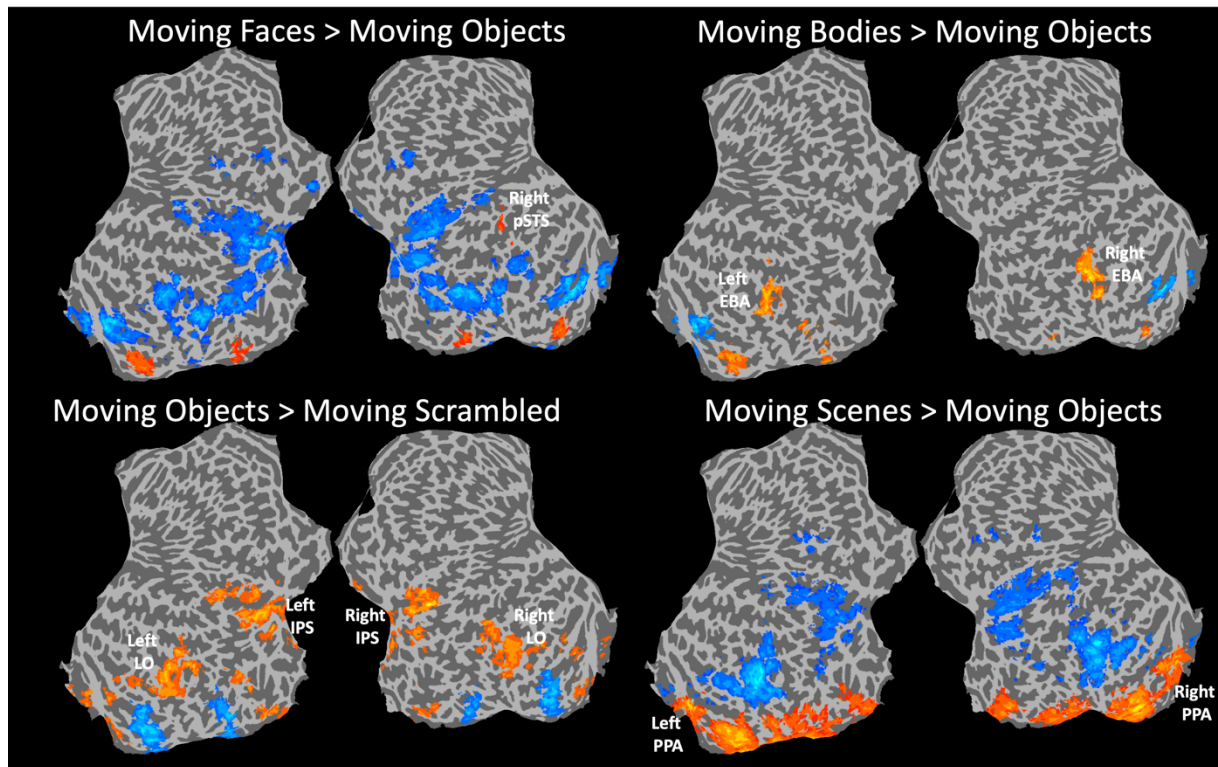 Moving Faces > Moving Objects
Right
pSTS
Moving Bodies > Moving Objects
Left
EBA
Right
EBA
Moving Objects > Moving Scrambled
Left
LO
Left
IPS
Right
IPS
Right
LO
Moving Scenes > Moving Objects
Left
PPA
Right
PPA